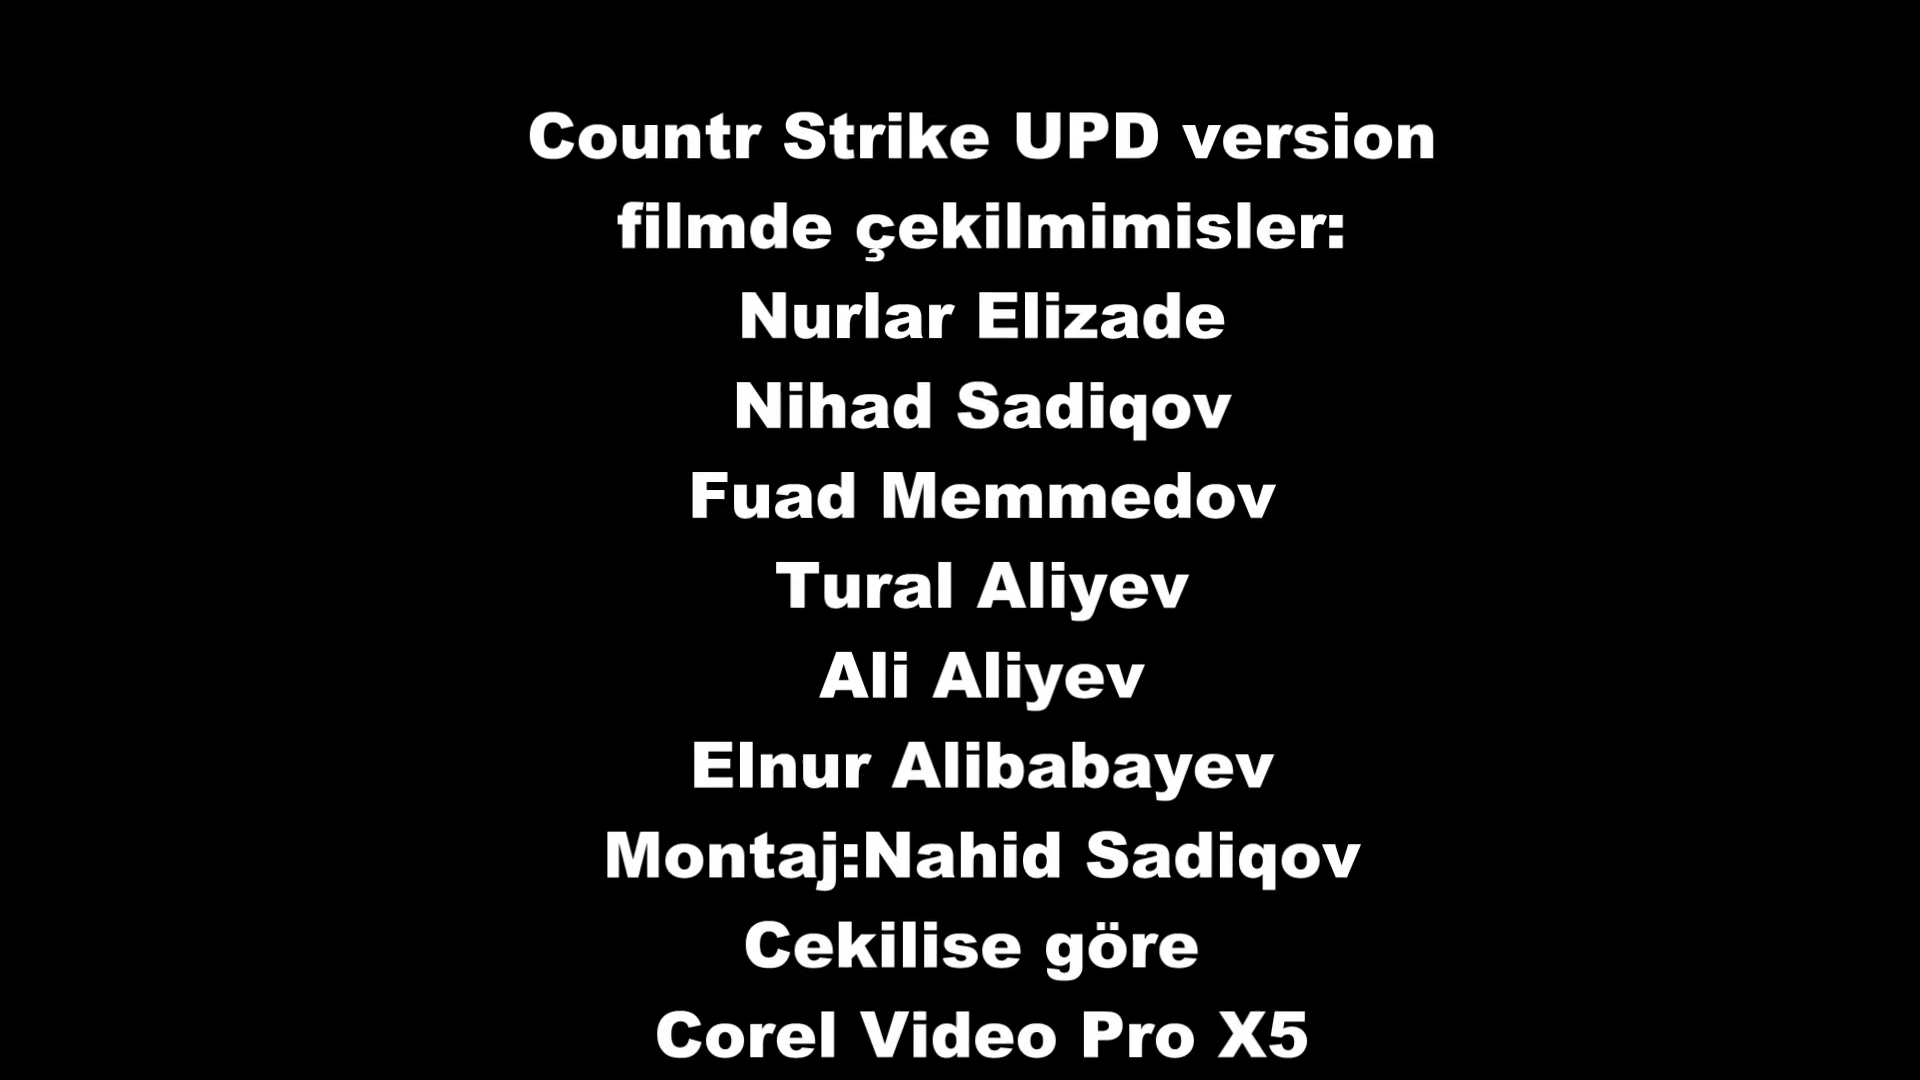 Countr Strike UPD version
filmde çekilmimisler:
Nurlar Elizade
Nihad Sadiqov
Fuad Memmedov
Tural Aliyev
Ali Aliyev
Elnur Alibabayev
Montaj:Nahid Sadiqov
Cekilise göre
Corel Video Pro X5